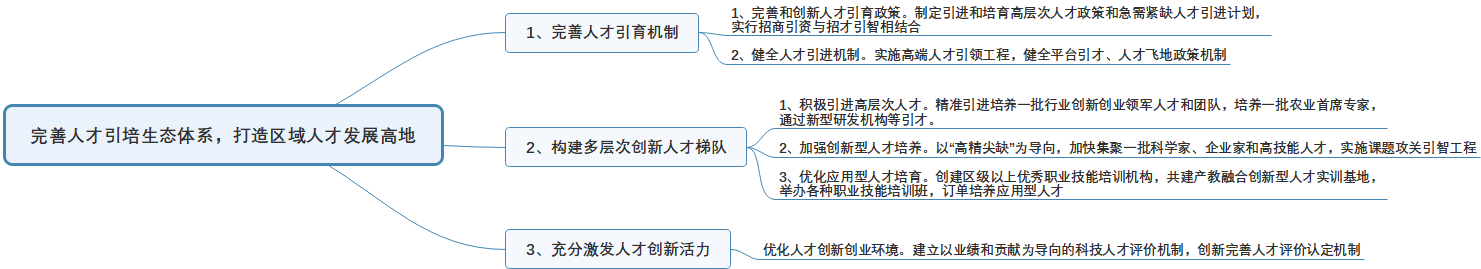 完善人才引培生态体系，打造区域人才发展高地
1、完善人才引育机制
1、完善和创新人才引育政策。制定引进和培育高层次人才政策和急需紧缺人才引进计划，
实行招商引资与招才引智相结合
2、健全人才引进机制。实施高端人才引领工程，健全平台引才、人才飞地政策机制
2、构建多层次创新人才梯队
1、积极引进高层次人才。精准引进培养一批行业创新创业领军人才和团队，培养一批农业首席专家，
通过新型研发机构等引才。
2、加强创新型人才培养。以“高精尖缺”为导向，加快集聚一批科学家、企业家和高技能人才，实施课题攻关引智工程
3、优化应用型人才培育。创建区级以上优秀职业技能培训机构，共建产教融合创新型人才实训基地，
举办各种职业技能培训班，订单培养应用型人才
3、充分激发人才创新活力
优化人才创新创业环境。建立以业绩和贡献为导向的科技人才评价机制，创新完善人才评价认定机制